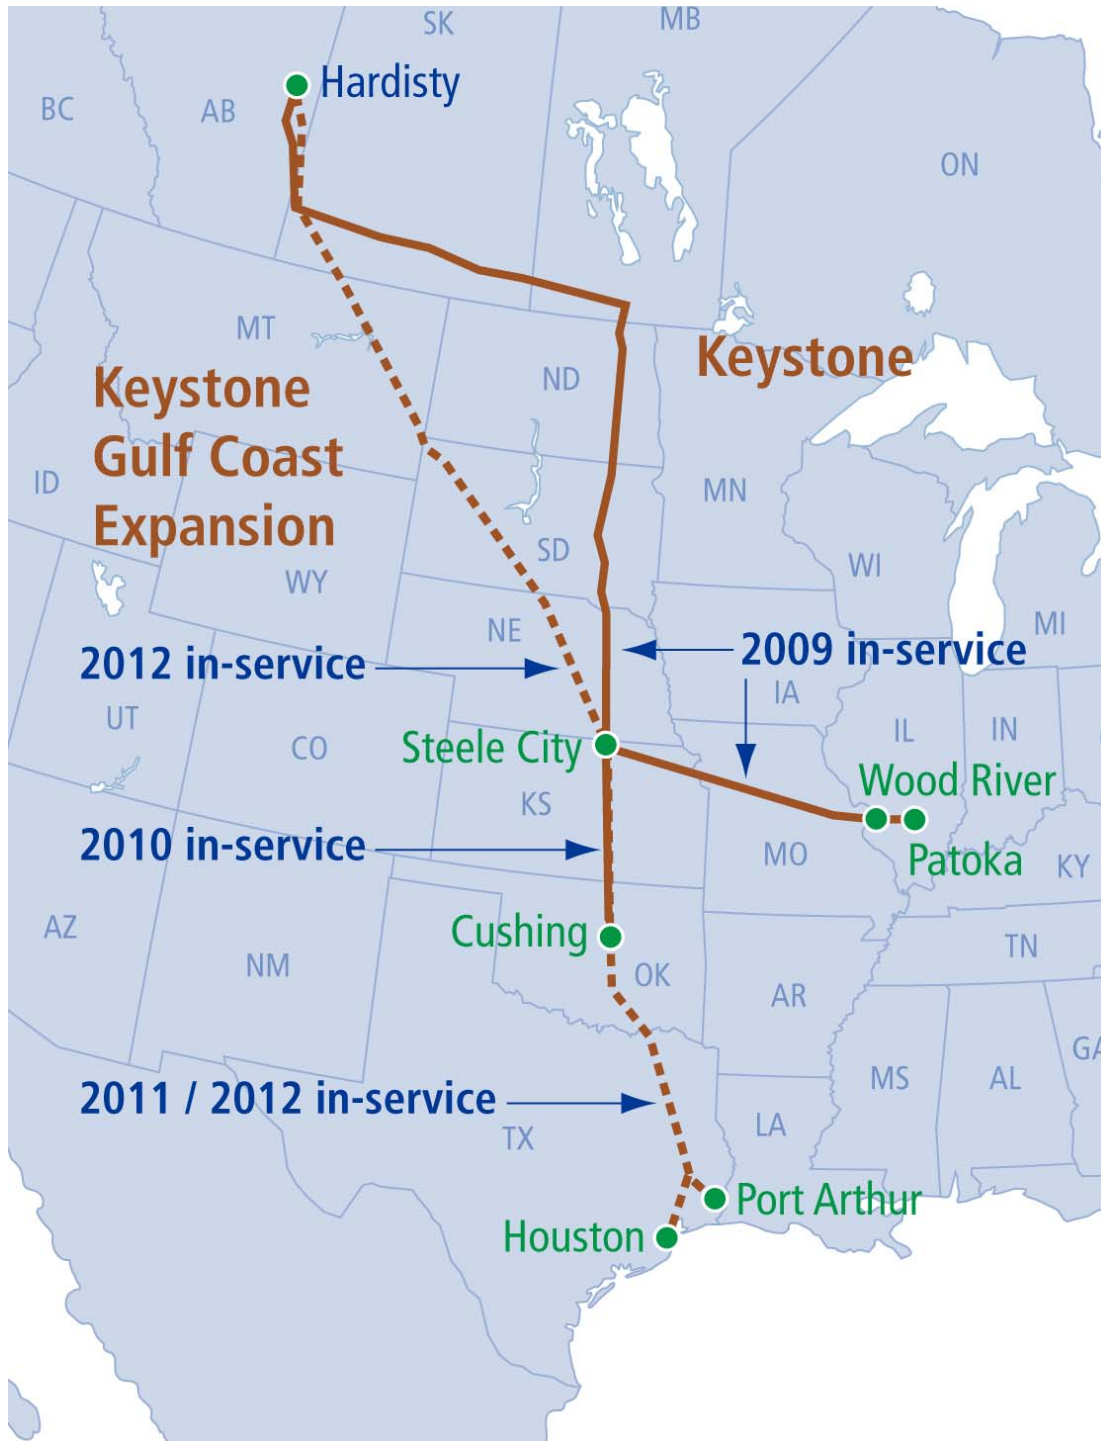 SK
MB
Hardisty
BC
AB
ON
MT
Keystone
ND
Keystone
Gulf Coast
Expansion
ID
MN
SD
WI
WY
NE
MI
2012 in-service
2009 in-service
IA
UT
CO
IL
IN
Steele City
Wood River
KS
2010 in-service
MO
Patoka
KY
AZ
Cushing
TN
NM
OK
AR
GA
MS
AL
2011 / 2012 in-service
TX
LA
Port Arthur
Houston